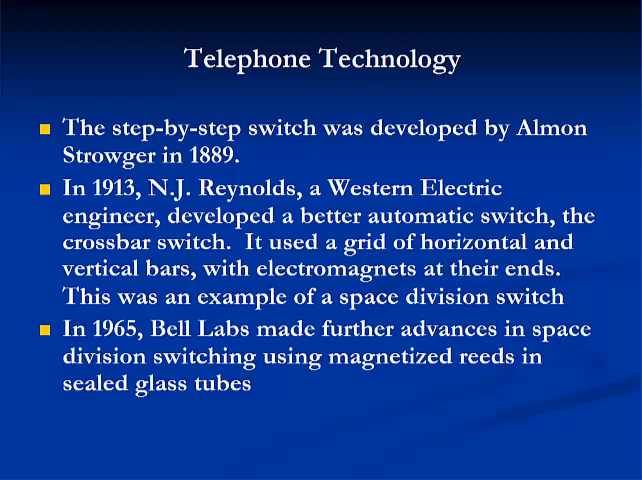 Telephone Technology
The step-by-step switch was developed by Almon
Strowger in 1889.
In 1913, N.J. Reynolds, a Western Electric
engineer, developed a better automatic switch, the
crossbar switch.  It used a grid of horizontal and
vertical bars, with electromagnets at their ends.
This was an example of a space division switch
In 1965, Bell Labs made further advances in space
division switching using magnetized reeds in
sealed glass tubes